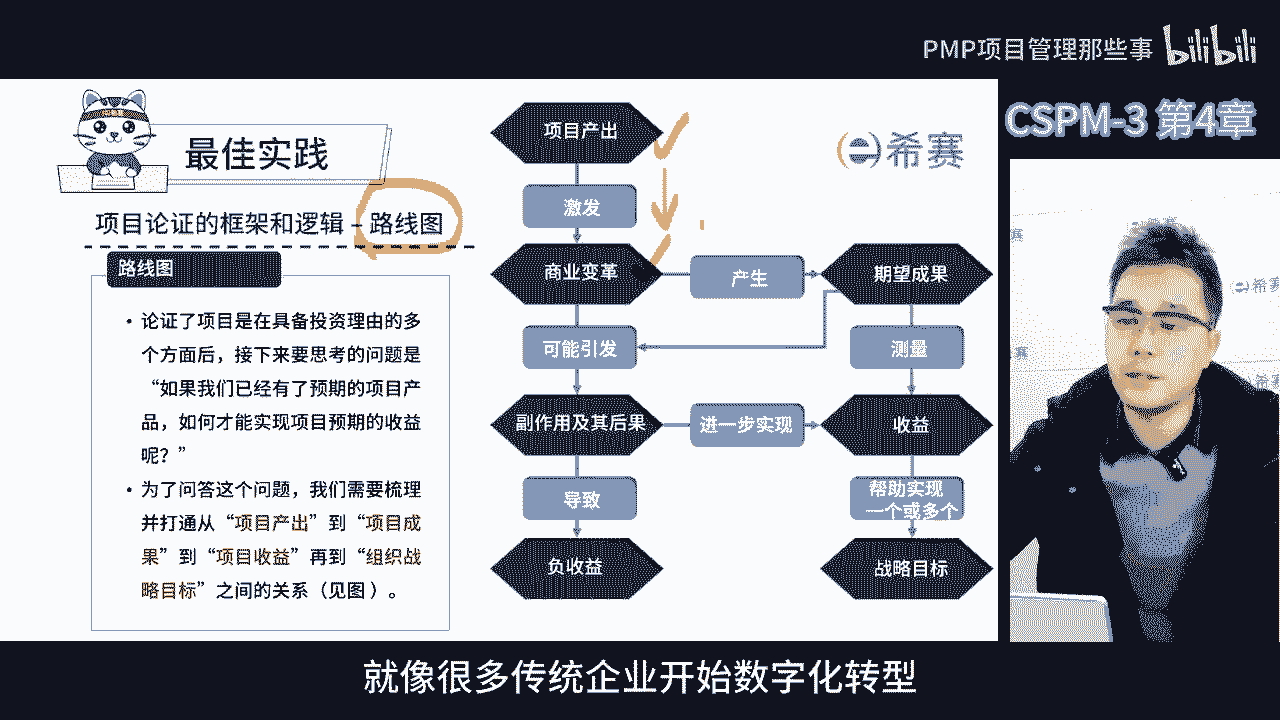 PMP项目管理那些事 bilibili
CSPM-3 第4章
最佳实践
希赛
项目论证的框架和逻辑 – 路线图
路线图
• 论证了项目是在具备投资理由的多
个方面后，接下来要思考的问题是
“如果我们已经有了预期的项目产
品，如何才能实现项目预期的收益
呢？”
• 为了问答这个问题，我们需要梳理
并打通从“项目产出”到“项目成
果”到“项目收益”再到“组织战
略目标”之间的关系（见图）。
项目产出
激发
商业变革
产生
期望成果
可能引发
测量
副作用及其后果
进一步实现
收益
导致
帮助实现
一个或多个
负收益
战略目标
希赛
赛
希赛
就像很多传统企业开始数字化转型